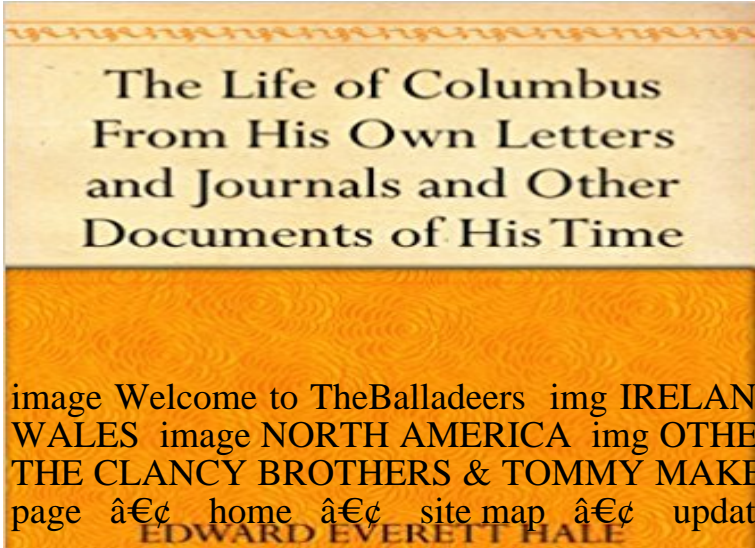 The Life of Columbus
From His Own Letters
and Journals and Other
Documents of His Time
image Welcome to TheBalladeers img IRELAN
WALES image NORTH AMERICA img OTHE
THE CLANCY BROTHERS & TOMMY MAKE
page â€¢ home â€¢ site map â€¢ updat
EDWARD EVERETT HALE